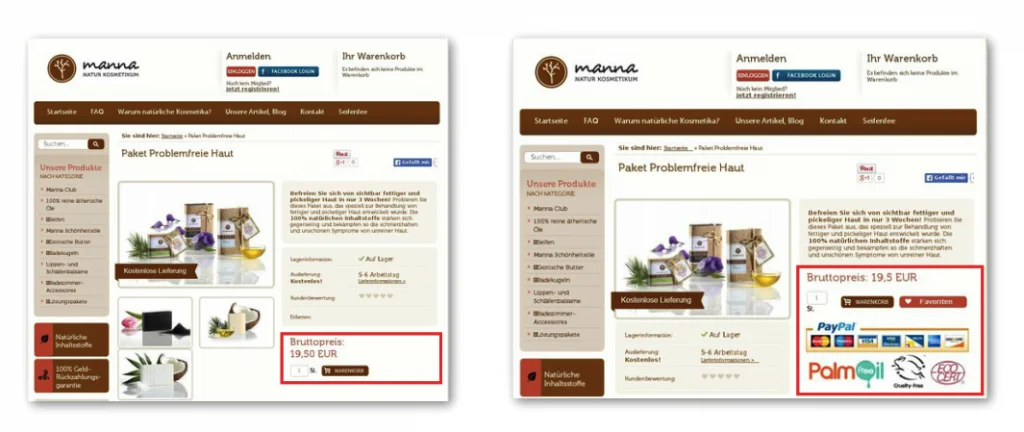 manna
NATUR KOSMETIKUM
Anmelden
EINLOGGEN
FACEBOOK LOGIN
Noch kein Mitglied?
Jetzt registrieren!
Ihr Warenkorb
Es befinden sich keine Produkte im
Warenkorb
Startseite FAQ Warum natürliche Kosmetika? Unsere Artikel, Blog Kontakt Seifenfee
Suchen...
Sie sind hier: Startseite » Paket Problemfreie Haut
Paket Problemfreie Haut
Pin it
g+1 0
Gefällt mir
Unsere Produkte
NACH KATEGORIE
Manna Club
100% reine ätherische
Öle
Seifen
Manna Schönheitsöle
Exotische Butter
Badekugeln
Lippen- und
Schlafenbalsame
Badezimmer-
Accessoires
Lösungspakete
Natürliche
Inhaltsstoffe
100% Geld-
Rückzahlungs-
garantie
Kostenlose Lieferung
Befreien Sie sich von sichtbar fettiger und
pickeliger Haut in nur 3 Wochen! Probieren Sie
dieses Paket aus, das speziell zur Behandlung von
fettiger und pickeliger Haut entwickelt wurde. Die
100% natürlichen Inhaltsstoffe stärken sich
gegenseitig und bekämpfen so die schmerzhaften
und unschönen Symptome von unreiner Haut.
Lagerinformation: Auf Lager
Auslieferung: 5-6 Arbeitstag
Kostenlos! Lieferinformationen »
Kundenbewertung:
Etiketten:
Bruttopreis:
19,50 EUR
1 St. WARENKORB
manna
NATUR KOSMETIKUM
Anmelden
EINLOGGEN
FACEBOOK LOGIN
Noch kein Mitglied?
Jetzt registrieren!
Ihr Warenkorb
Es befinden sich keine Produkte im
Warenkorb
Startseite FAQ Warum natürliche Kosmetika? Unsere Artikel, Blog Kontakt Seifenfee
Suchen...
Sie sind hier: Startseite » Paket Problemfreie Haut
Paket Problemfreie Haut
Pin it
g+1 0
Gefällt mir
Unsere Produkte
NACH KATEGORIE
Manna Club
100% reine ätherische
Öle
Seifen
Manna Schönheitsöle
Exotische Butter
Badekugeln
Lippen- und
Schlafenbalsame
Badezimmer-
Accessoires
Lösungspakete
Natürliche
Inhaltsstoffe
Kostenlose Lieferung
Befreien Sie sich von sichtbar fettiger und
pickeliger Haut in nur 3 Wochen! Probieren Sie
dieses Paket aus, das speziell zur Behandlung von
fettiger und pickeliger Haut entwickelt wurde. Die
100% natürlichen Inhaltsstoffe stärken sich
gegenseitig und bekämpfen so die schmerzhaften
und unschönen Symptome von unreiner Haut.
Bruttopreis: 19,5 EUR
1 WARENKORB Favoriten
St.
PayPal
VISA
Palm Free Oil
Cruelty-Free
ECO
CERT
Lagerinformation: Auf Lager
Auslieferung: 5-6 Arbeitstag
Kostenlos! Lieferinformationen »
Kundenbewertung: